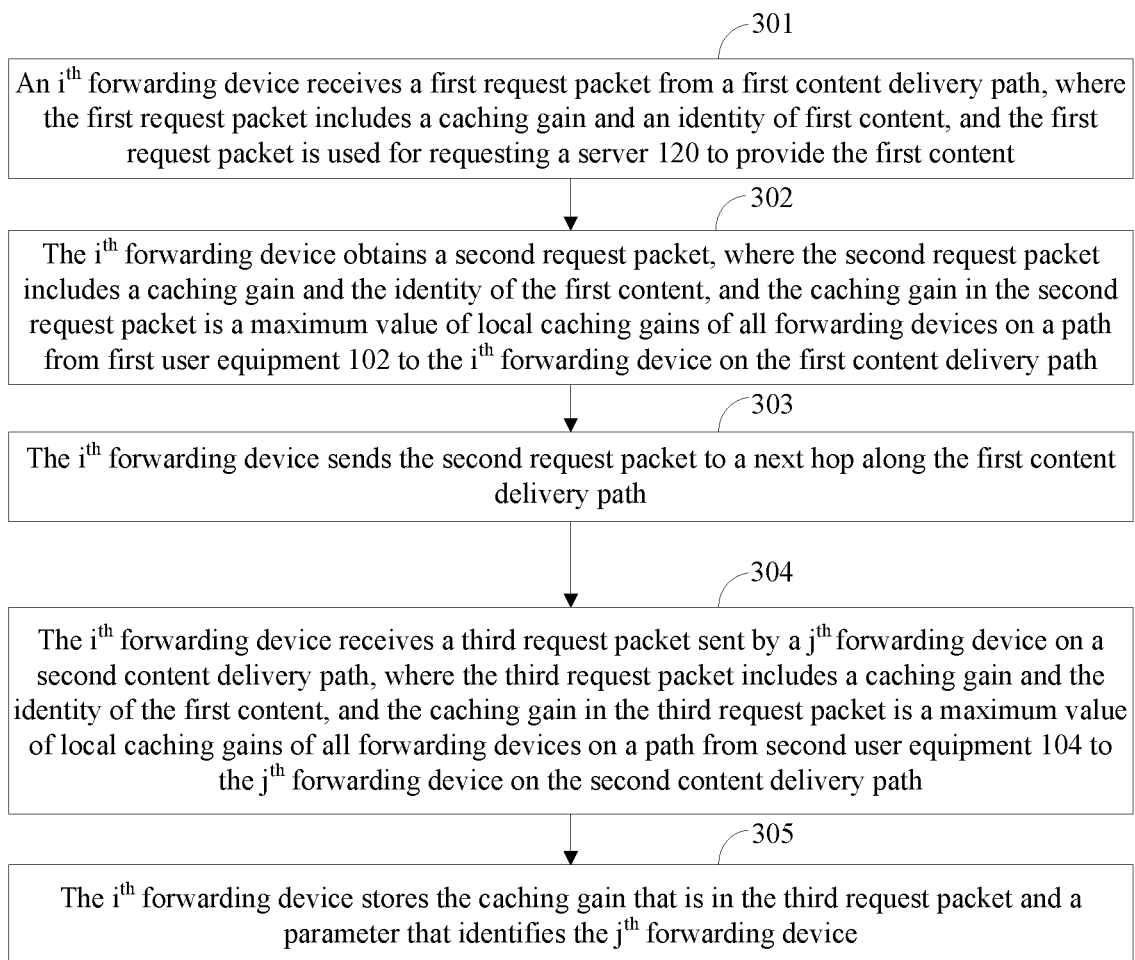 301
An iᵗʰ forwarding device receives a first request packet from a first content delivery path, where
the first request packet includes a caching gain and an identity of first content, and the first
request packet is used for requesting a server 120 to provide the first content
302
The iᵗʰ forwarding device obtains a second request packet, where the second request packet
includes a caching gain and the identity of the first content, and the caching gain in the second
request packet is a maximum value of local caching gains of all forwarding devices on a path
from first user equipment 102 to the iᵗʰ forwarding device on the first content delivery path
303
The iᵗʰ forwarding device sends the second request packet to a next hop along the first content
delivery path
304
The iᵗʰ forwarding device receives a third request packet sent by a jᵗʰ forwarding device on a
second content delivery path, where the third request packet includes a caching gain and the
identity of the first content, and the caching gain in the third request packet is a maximum value
of local caching gains of all forwarding devices on a path from second user equipment 104 to
the jᵗʰ forwarding device on the second content delivery path
305
The iᵗʰ forwarding device stores the caching gain that is in the third request packet and a
parameter that identifies the jᵗʰ forwarding device